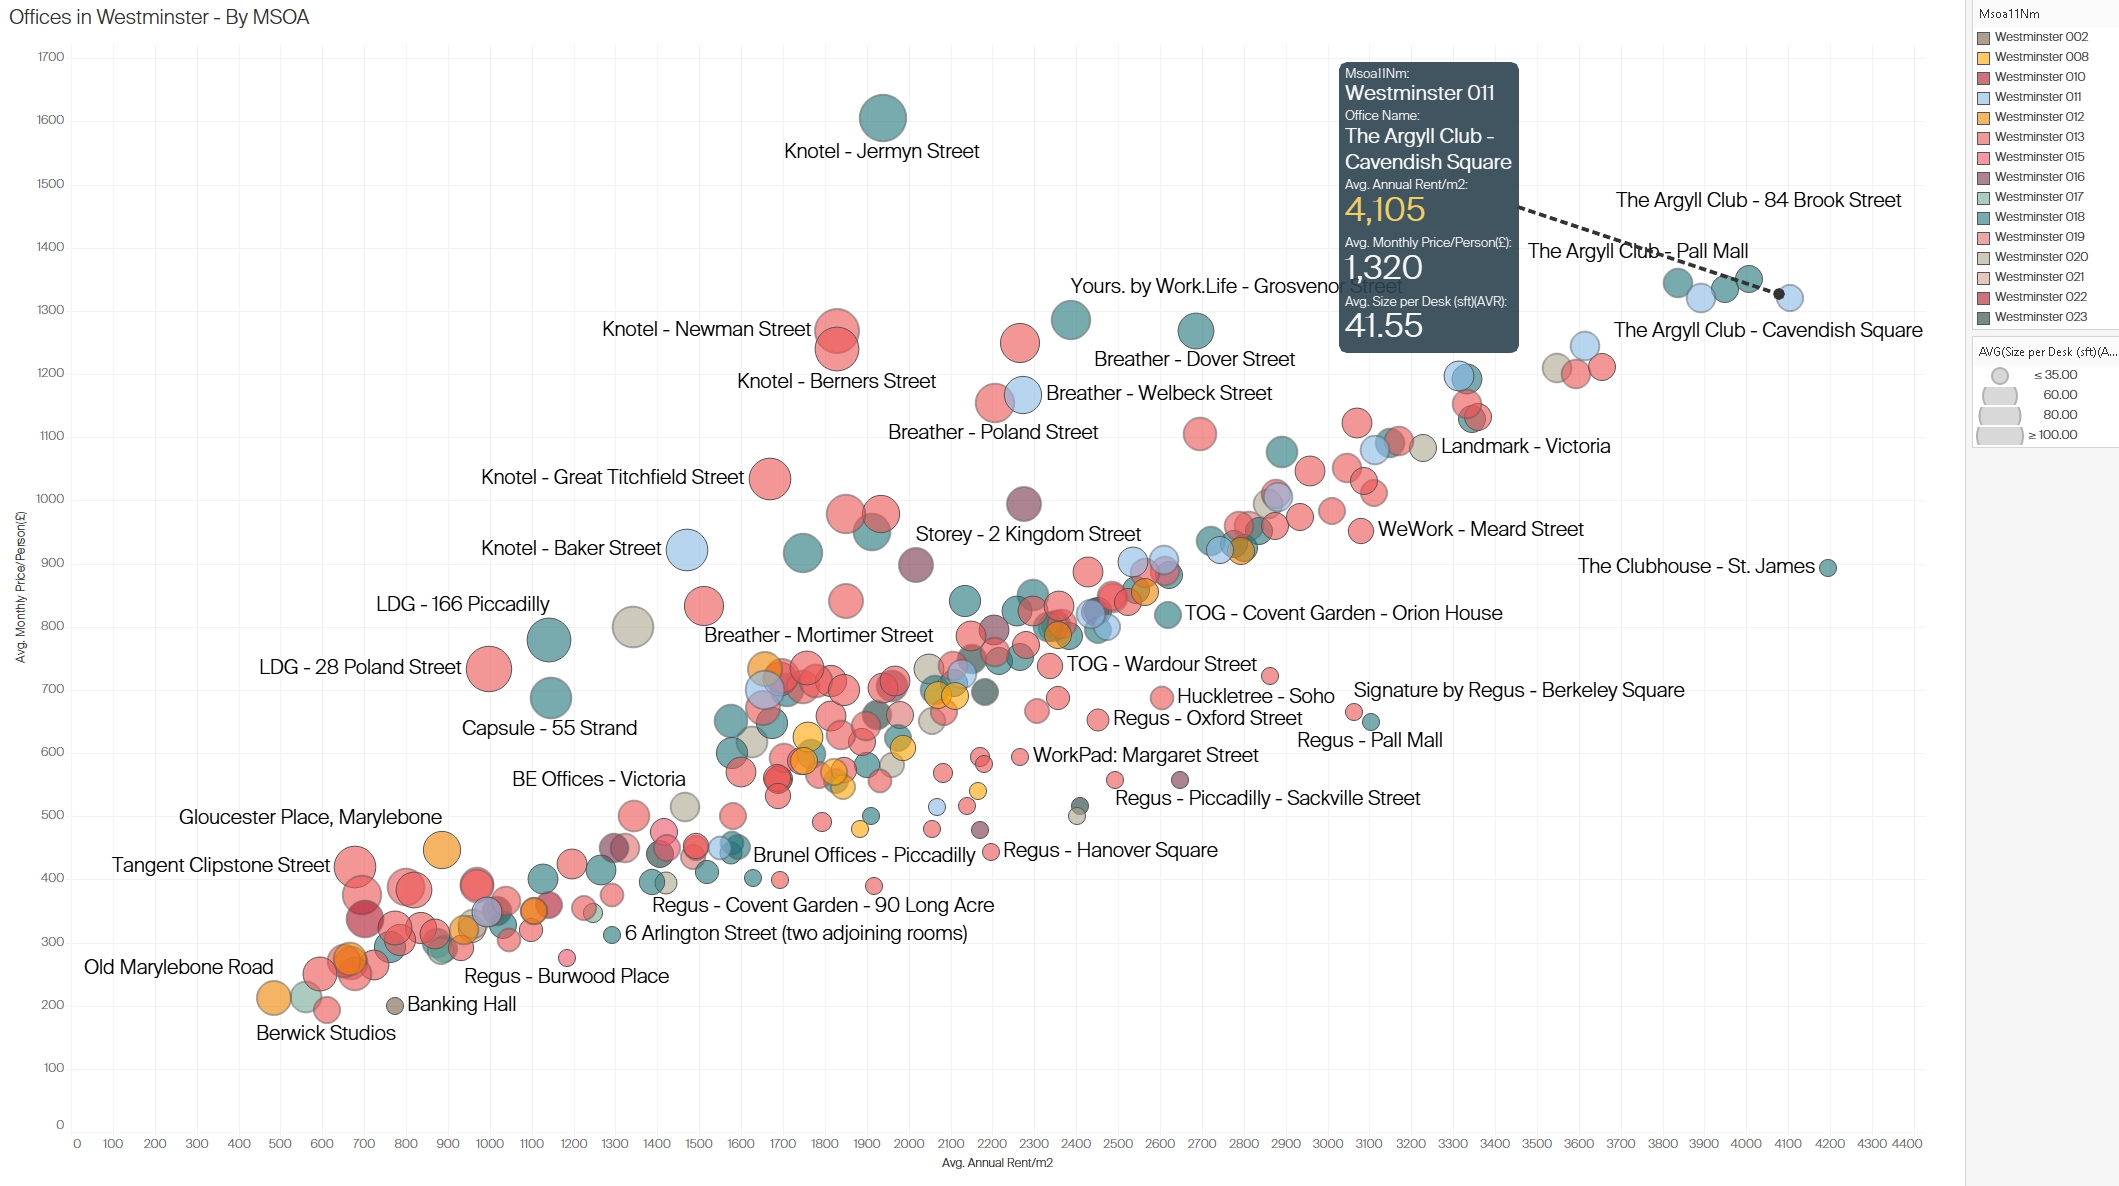 Offices in Westminster - By MSOA
Avg. Monthly Price/Person(£)
1700
1600
1500
1400
1300
1200
1100
1000
900
800
700
600
500
400
300
200
100
0
0 100 200 300 400 500 600 700 800 900 1000 1100 1200 1300 1400 1500 1600 1700 1800 1900 2000 2100 2200 2300 2400 2500 2600 2700 2800 2900 3000 3100 3200 3300 3400 3500 3600 3700 3800 3900 4000 4100 4200 4300 4400
Avg. Annual Rent/m2
Knotel - Jermyn Street
The Argyll Club - 84 Brook Street
The Argyll Club - Pall Mall
Yours. by Work.Life - Grosvenor Street
Knotel - Newman Street
The Argyll Club - Cavendish Square
Breather - Dover Street
Knotel - Berners Street
Breather - Welbeck Street
Breather - Poland Street
Landmark - Victoria
Knotel - Great Titchfield Street
WeWork - Meard Street
Storey - 2 Kingdom Street
Knotel - Baker Street
The Clubhouse - St. James
LDG - 166 Piccadilly
TOG - Covent Garden - Orion House
Breather - Mortimer Street
LDG - 28 Poland Street
TOG - Wardour Street
Signature by Regus - Berkeley Square
Huckletree - Soho
Regus - Oxford Street
Capsule - 55 Strand
Regus - Pall Mall
WorkPad: Margaret Street
BE Offices - Victoria
Regus - Piccadilly - Sackville Street
Gloucester Place, Marylebone
Regus - Hanover Square
Brunel Offices - Piccadilly
Tangent Clipstone Street
Regus - Covent Garden - 90 Long Acre
6 Arlington Street (two adjoining rooms)
Old Marylebone Road
Regus - Burwood Place
Banking Hall
Berwick Studios
Msoa11Nm:
Westminster 011
Office Name:
The Argyll Club -
Cavendish Square
Avg. Annual Rent/m2:
4,105
Avg. Monthly Price/Person(£):
1,320
Avg. Size per Desk (sft)(AVR):
41.55
Msoa11Nm
Westminster 002
Westminster 008
Westminster 010
Westminster 011
Westminster 012
Westminster 013
Westminster 015
Westminster 016
Westminster 017
Westminster 018
Westminster 019
Westminster 020
Westminster 021
Westminster 022
Westminster 023
AVG(Size per Desk (sft)(A...
≤ 35.00
60.00
80.00
≥ 100.00